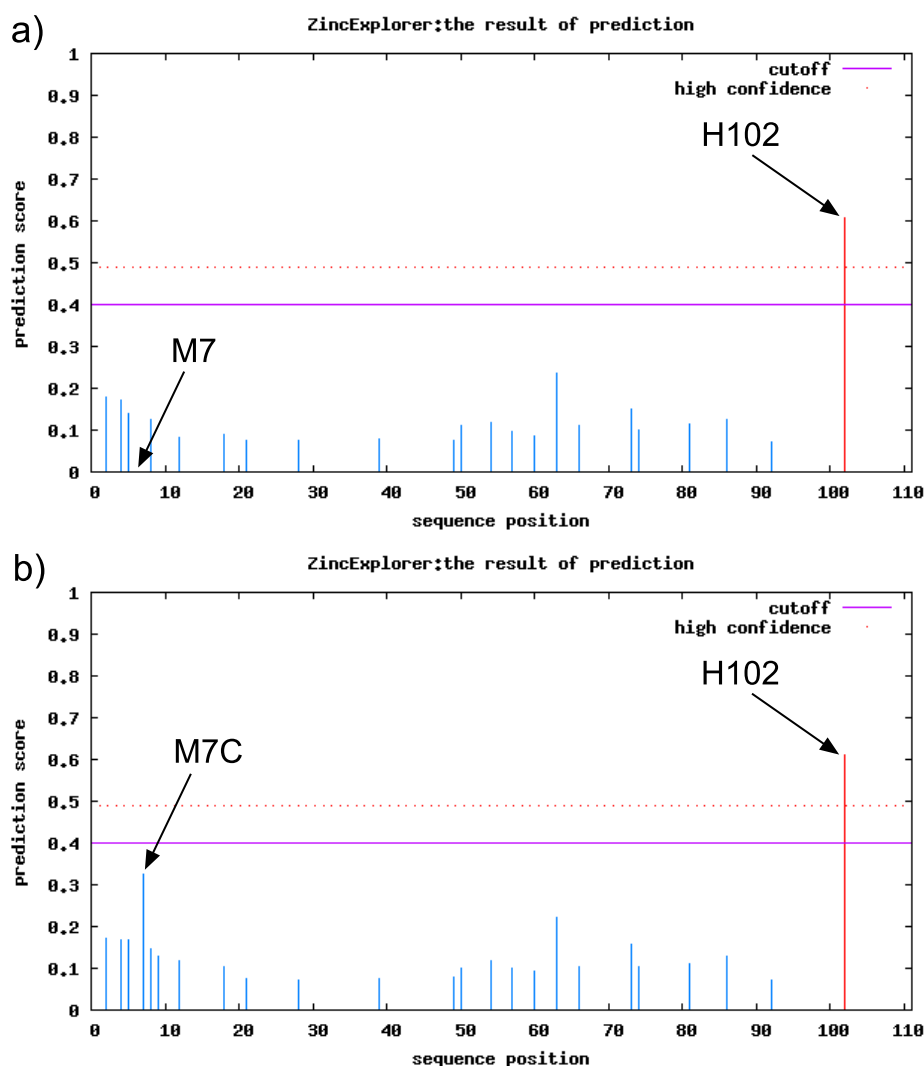 a)
ZincExplorer:the result of prediction
1
cutoff
0.9
high confidence
0.8
H102
0.7
0.6
0.5
0.4
0.3
M7
0.2
0.1
0
prediction score
0 10 20 30 40 50 60 70 80 90 100 110
sequence position
b)
ZincExplorer:the result of prediction
1
cutoff
0.9
high confidence
0.8
H102
0.7
0.6
M7C
0.5
0.4
0.3
0.2
0.1
0
prediction score
0 10 20 30 40 50 60 70 80 90 100 110
sequence position